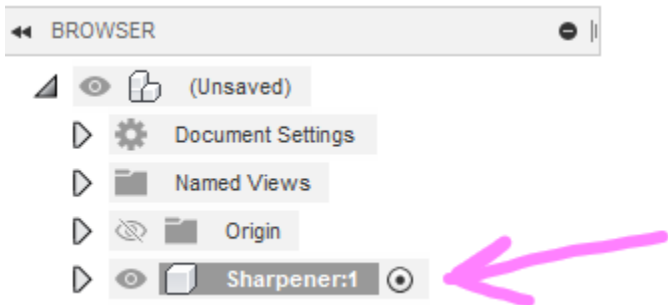 BROWSER
(Unsaved)
Document Settings
Named Views
Origin
Sharpener:1